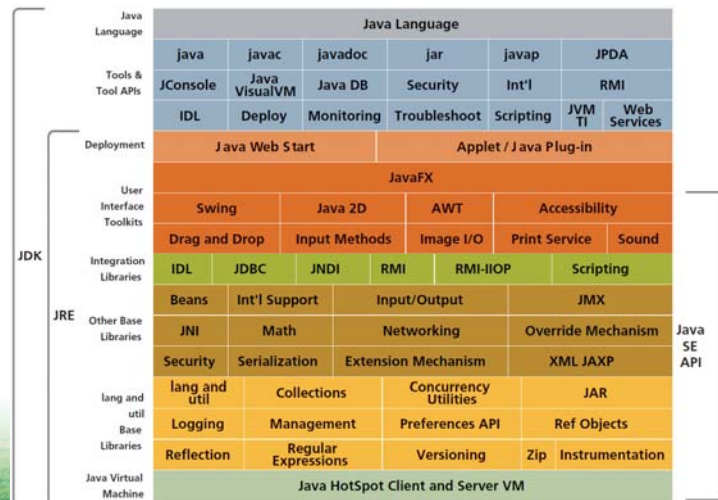 Java
Language
Java Language
java javac javadoc jar javap JPDA
Tools &
Tool APIs
JConsole Java VisualVM Java DB Security Int'l RMI
IDL Deploy Monitoring Troubleshoot Scripting JVM TI Web Services
Deployment
Java Web Start Applet / Java Plug-in
JavaFX
User
Interface
Toolkits
Swing Java 2D AWT Accessibility
Drag and Drop Input Methods Image I/O Print Service Sound
JDK
Integration
Libraries
IDL JDBC JNDI RMI RMI-IIOP Scripting
JRE
Beans Int'l Support Input/Output JMX
Other Base
Libraries
JNI Math Networking Override Mechanism
Security Serialization Extension Mechanism XML JAXP
Java
SE
API
lang and
util
Base
Libraries
lang and util Collections Concurrency Utilities JAR
Logging Management Preferences API Ref Objects
Reflection Regular Expressions Versioning Zip Instrumentation
Java Virtual
Machine
Java HotSpot Client and Server VM